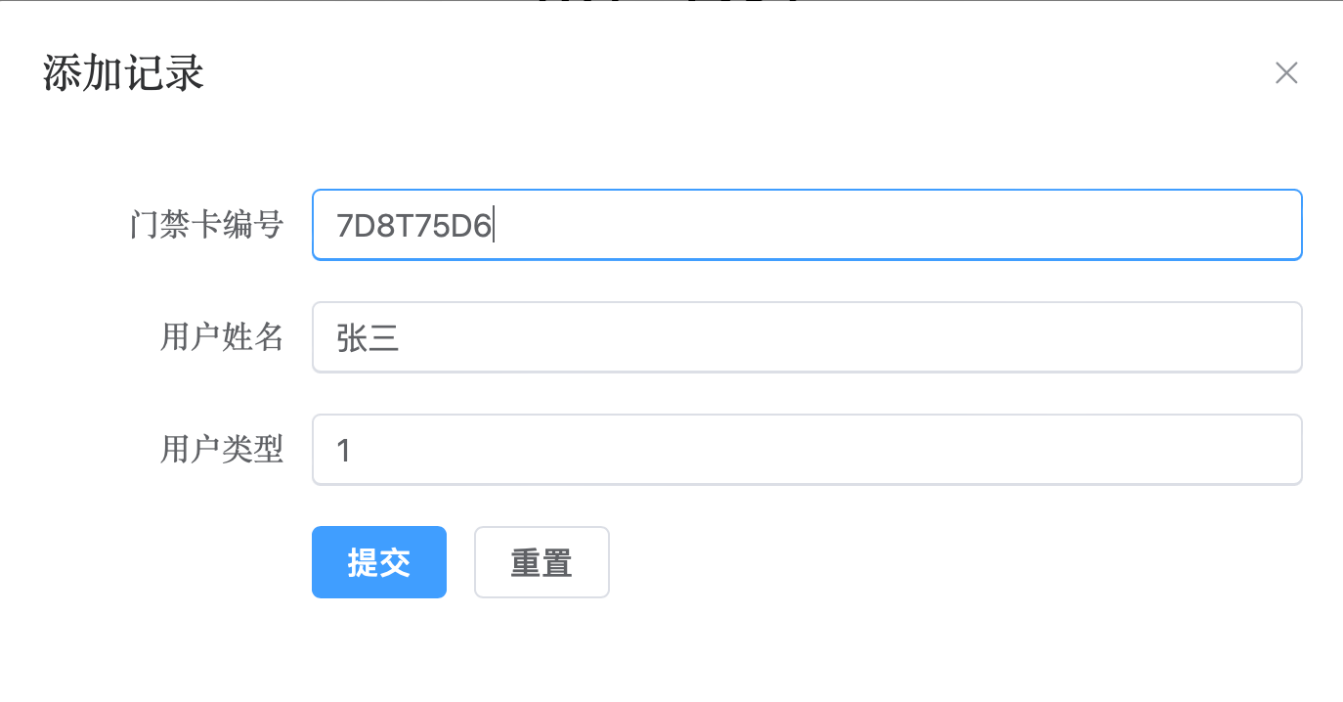 添加记录
门禁卡编号 7D8T75D6
用户姓名 张三
用户类型 1
提交 重置